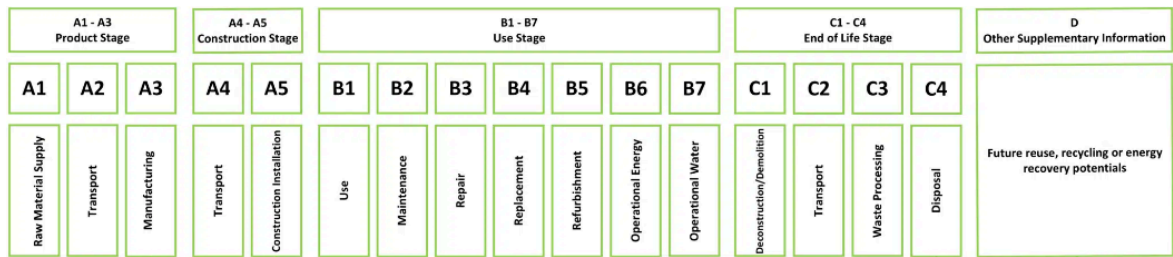 A1 - A3
Product Stage
A4 - A5
Construction Stage
B1 - B7
Use Stage
C1 - C4
End of Life Stage
D
Other Supplementary Information
A1
A2
A3
A4
A5
B1
B2
B3
B4
B5
B6
B7
C1
C2
C3
C4
Raw Material Supply
Transport
Manufacturing
Transport
Construction Installation
Use
Maintenance
Repair
Replacement
Refurbishment
Operational Energy
Operational Water
Deconstruction/Demolition
Transport
Waste Processing
Disposal
Future reuse, recycling or energy
recovery potentials